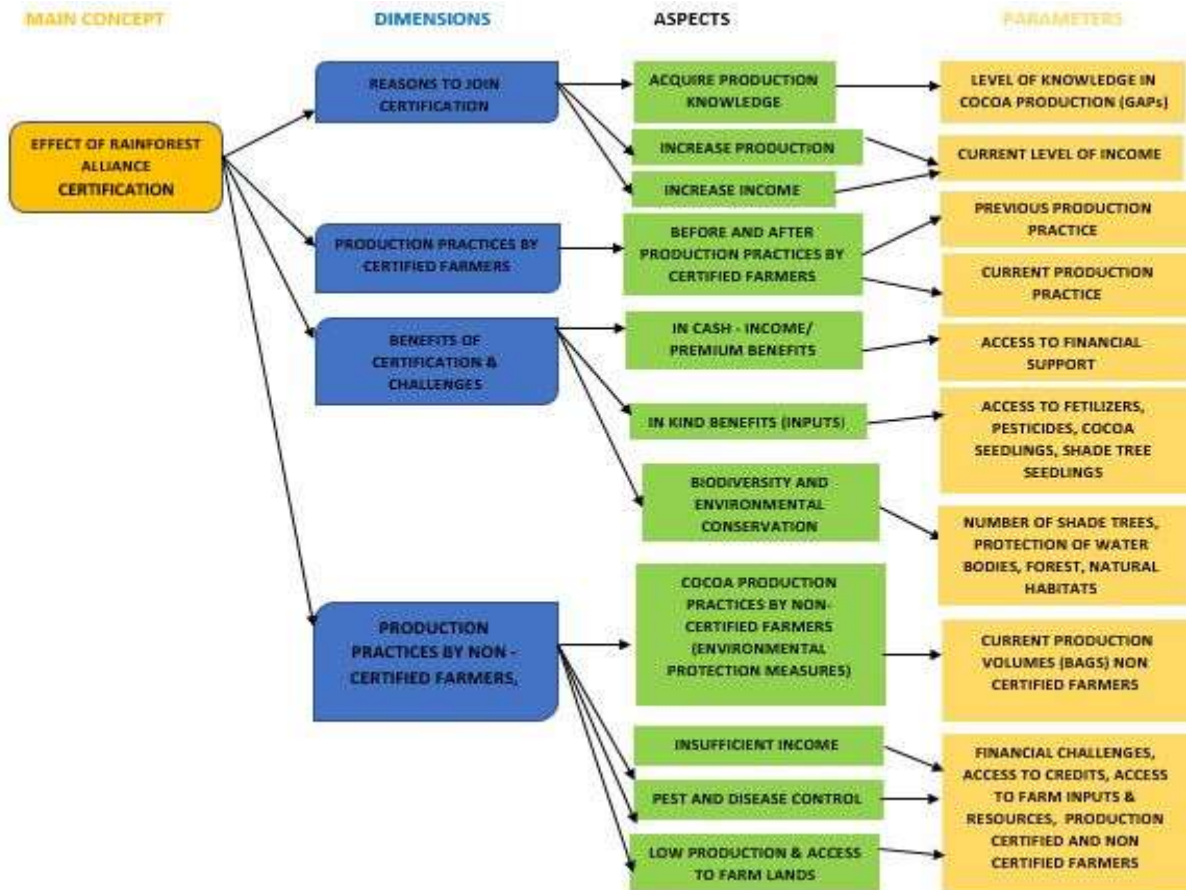 MAIN CONCEPT
DIMENSIONS
ASPECTS
PARAMETERS
EFFECT OF RAINFOREST
ALLIANCE
CERTIFICATION
REASONS TO JOIN
CERTIFICATION
ACQUIRE PRODUCTION
KNOWLEDGE
LEVEL OF KNOWLEDGE IN
COCOA PRODUCTION (GAPs)
INCREASE PRODUCTION
INCREASE INCOME
CURRENT LEVEL OF INCOME
PRODUCTION PRACTICES BY
CERTIFIED FARMERS
BEFORE AND AFTER
PRODUCTION PRACTICES BY
CERTIFIED FARMERS
PREVIOUS PRODUCTION
PRACTICE
CURRENT PRODUCTION
PRACTICE
BENEFITS OF
CERTIFICATION &
CHALLENGES
IN CASH - INCOME/
PREMIUM BENEFITS
ACCESS TO FINANCIAL
SUPPORT
IN KIND BENEFITS (INPUTS)
ACCESS TO FETILIZERS,
PESTICIDES, COCOA
SEEDLINGS, SHADE TREE
SEEDLINGS
BIODIVERSITY AND
ENVIRONMENTAL
CONSERVATION
NUMBER OF SHADE TREES,
PROTECTION OF WATER
BODIES, FOREST, NATURAL
HABITATS
PRODUCTION
PRACTICES BY NON -
CERTIFIED FARMERS,
COCOA PRODUCTION
PRACTICES BY NON-
CERTIFIED FARMERS
(ENVIRONMENTAL
PROTECTION MEASURES)
CURRENT PRODUCTION
VOLUMES (BAGS) NON
CERTIFIED FARMERS
INSUFFICIENT INCOME
PEST AND DISEASE CONTROL
LOW PRODUCTION & ACCESS
TO FARM LANDS
FINANCIAL CHALLENGES,
ACCESS TO CREDITS, ACCESS
TO FARM INPUTS &
RESOURCES, PRODUCTION
CERTIFIED AND NON
CERTIFIED FARMERS